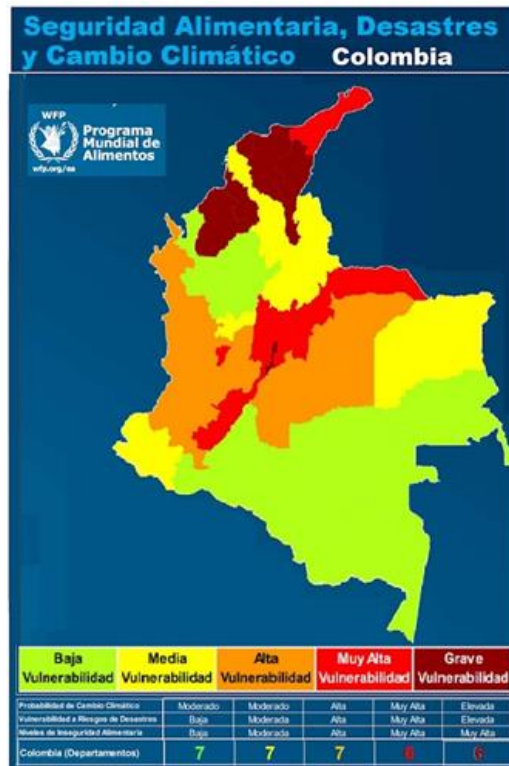 Seguridad Alimentaria, Desastres
y Cambio Climático Colombia
WFP
Programa
Mundial de
Alimentos
wfp.org/es
Baja
Vulnerabilidad
Media
Vulnerabilidad
Alta
Vulnerabilidad
Muy Alta
Vulnerabilidad
Grave
Vulnerabilidad
Probabilidad de Cambio Climático Moderado Moderado Alta Muy Alta Elevada
Vulnerabilidad a Riesgos de Desastres Baja Moderada Alta Muy Alta Elevada
Niveles de Inseguridad Alimentaria Baja Moderada Alta Muy Alta Muy Alta
Colombia (Departamentos) 7 7 7